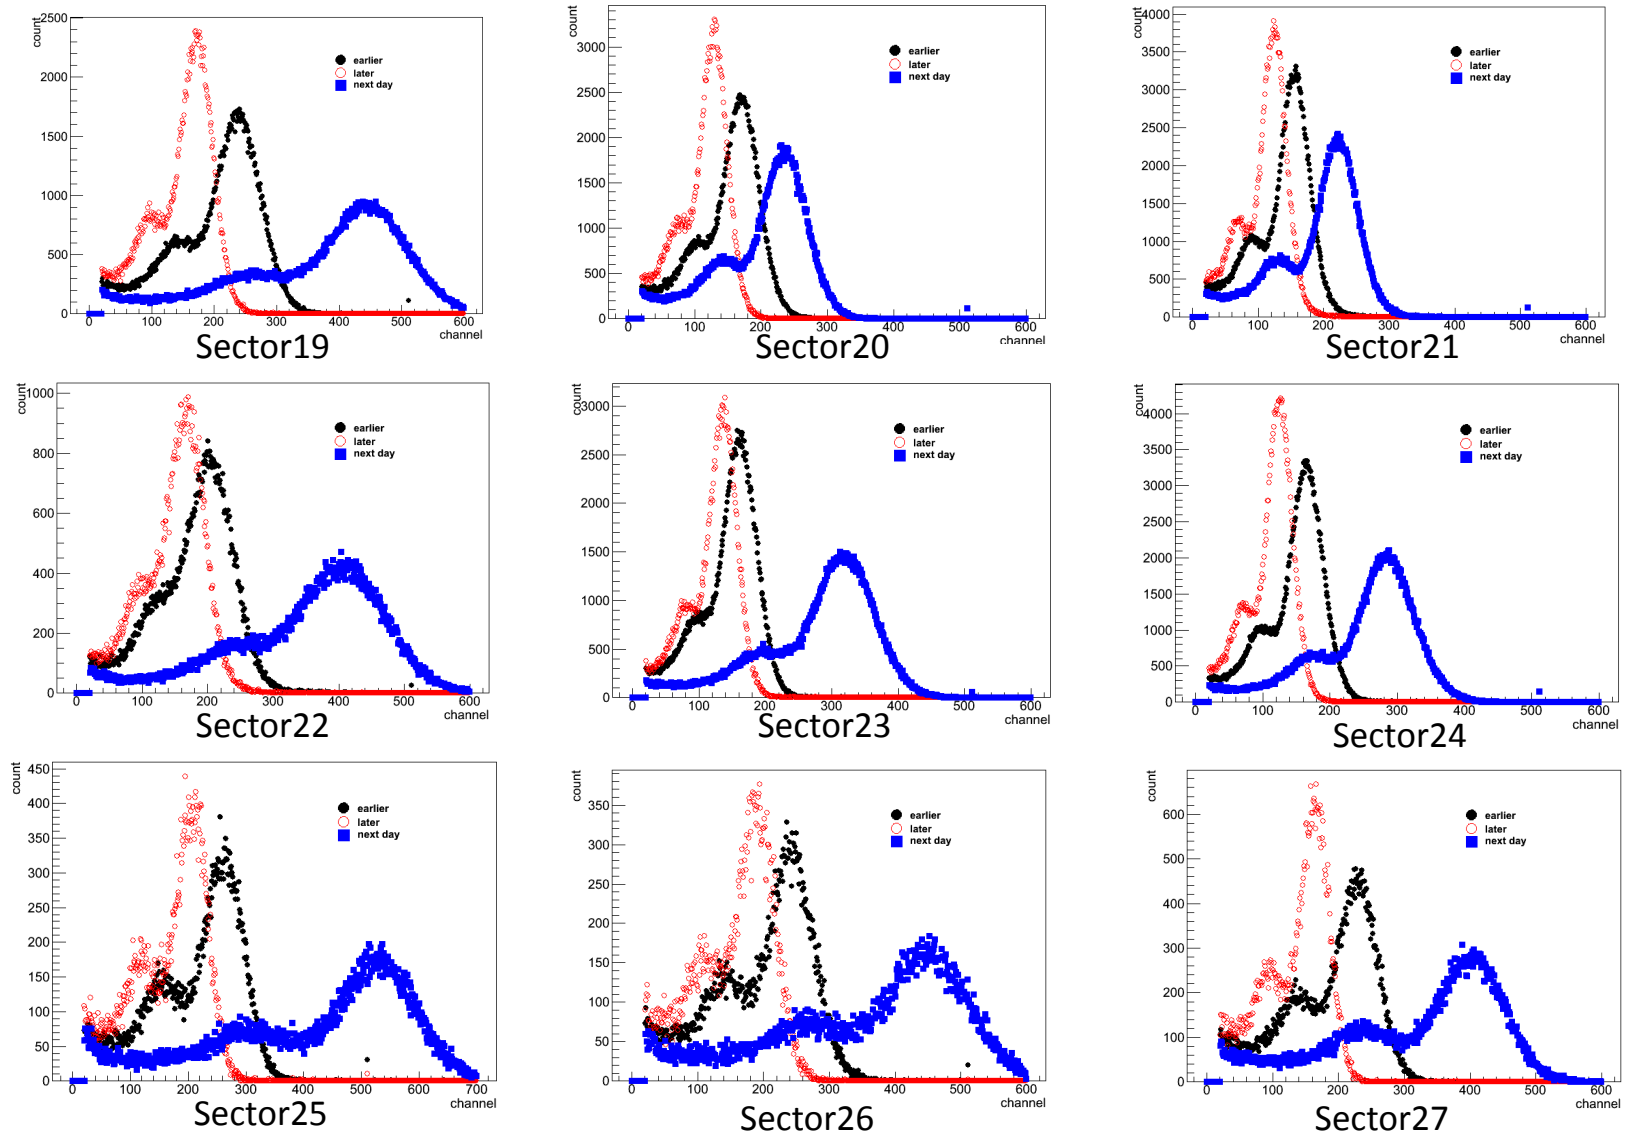 count
2500
2000
1500
1000
500
0
0 100 200 300 400 500 600
channel
earlier
later
next day
Sector19
count
3000
2500
2000
1500
1000
500
0
0 100 200 300 400 500 600
channel
earlier
later
next day
Sector20
count
4000
3500
3000
2500
2000
1500
1000
500
0
0 100 200 300 400 500 600
channel
earlier
later
next day
Sector21
count
1000
800
600
400
200
0
0 100 200 300 400 500 600
channel
earlier
later
next day
Sector22
count
3000
2500
2000
1500
1000
500
0
0 100 200 300 400 500 600
channel
earlier
later
next day
Sector23
count
4000
3500
3000
2500
2000
1500
1000
500
0
0 100 200 300 400 500 600
channel
earlier
later
next day
Sector24
count
450
400
350
300
250
200
150
100
50
0
0 100 200 300 400 500 600 700
channel
earlier
later
next day
Sector25
count
350
300
250
200
150
100
50
0
0 100 200 300 400 500 600
channel
earlier
later
next day
Sector26
count
600
500
400
300
200
100
0
0 100 200 300 400 500 600
channel
earlier
later
next day
Sector27